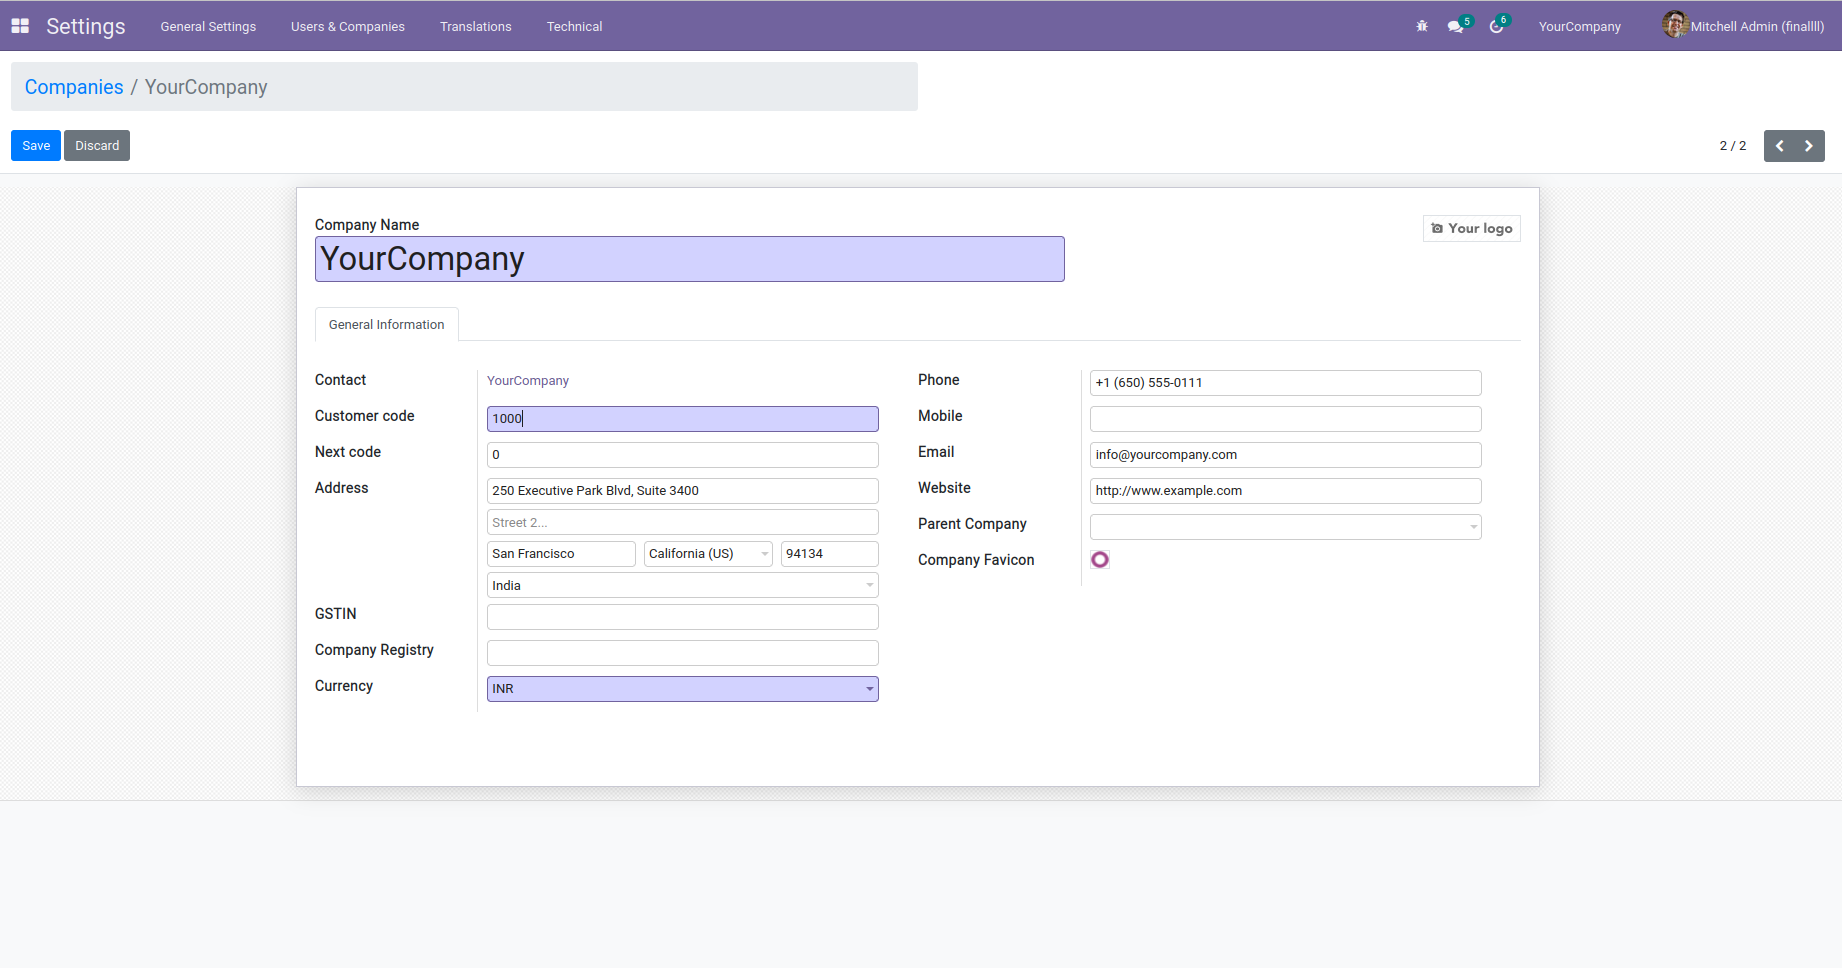 Settings General Settings Users & Companies Translations Technical 5 6 YourCompany Mitchell Admin (finallll)
Companies / YourCompany
Save Discard 2 / 2
Company Name
Your logo
YourCompany
General Information
Contact YourCompany Phone +1 (650) 555-0111
Customer code 1000 Mobile
Next code 0 Email info@yourcompany.com
Address 250 Executive Park Blvd, Suite 3400 Website http://www.example.com
Street 2... Parent Company
San Francisco California (US) 94134 Company Favicon
India
GSTIN
Company Registry
Currency INR